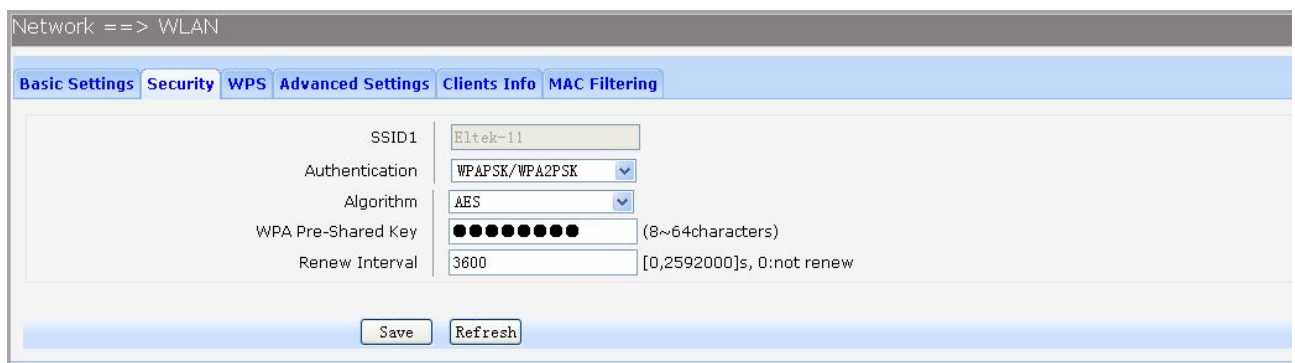 Network ==> WLAN
Basic Settings Security WPS Advanced Settings Clients Info MAC Filtering
SSID1 Eltek-11
Authentication WPAPSK/WPA2PSK
Algorithm AES
WPA Pre-Shared Key ●●●●●●●● (8~64characters)
Renew Interval 3600 [0,2592000]s, 0:not renew
Save Refresh